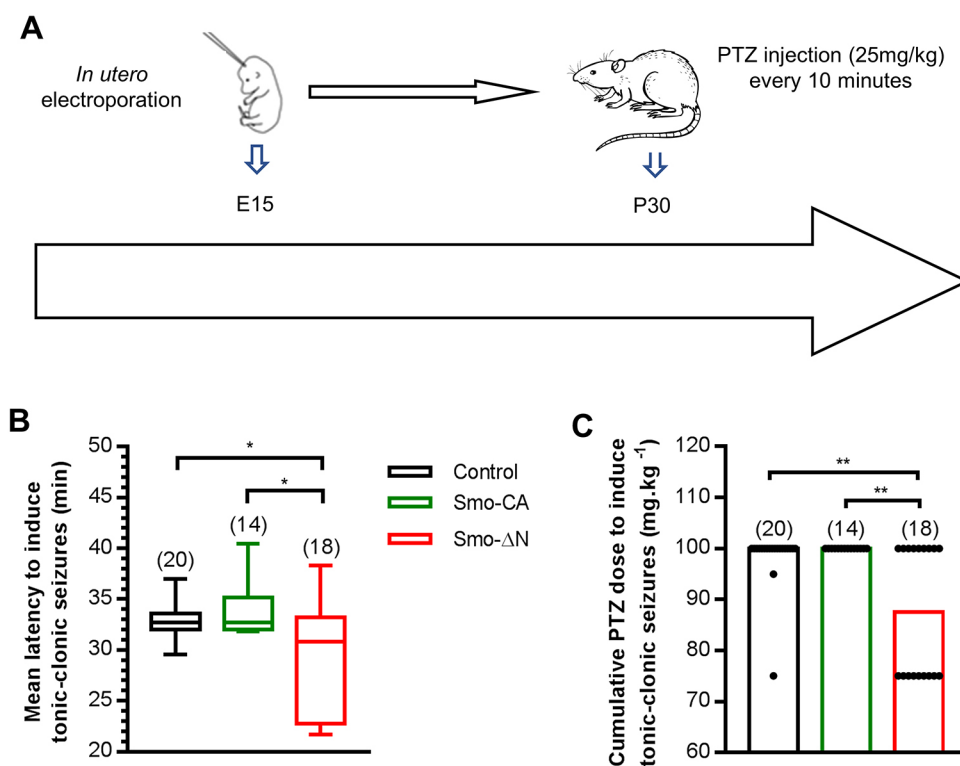 A
In utero
electroporation
PTZ injection (25mg/kg)
every 10 minutes
E15
P30
B
Mean latency to induce
tonic-clonic seizures (min)
50
45
40
35
30
25
20
*
*
(20)
(14)
(18)
Control
Smo-CA
Smo-ΔN
C
Cumulative PTZ dose to induce
tonic-clonic seizures (mg.kg -1)
120
110
100
90
80
70
60
**
**
(20)
(14)
(18)